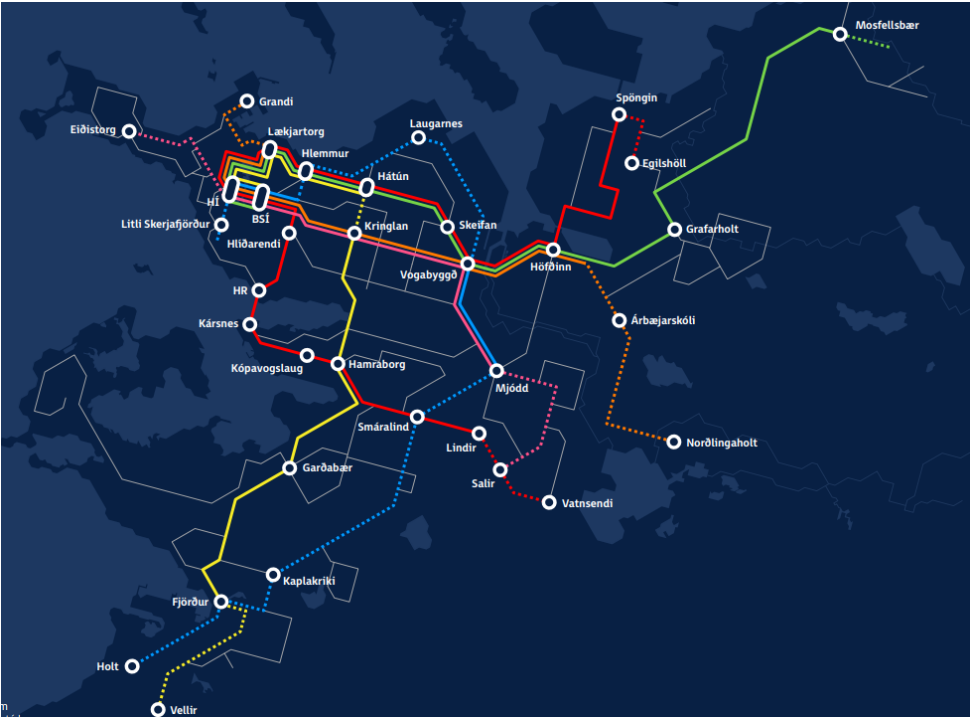 Mosfellsbær
Grandi
Spöngin
Eiðistorg
Lækjartorg
Laugarnes
Hlemmur
Egilshöll
Hátún
HÍ
BSÍ
Litli Skerjafjörður
Kringlan
Skeifan
Grafarholt
Hliðarendi
Vogabyggð
Höfðinn
HR
Kársnes
Árbæjarskóli
Kópavogslaug
Hamraborg
Mjódd
Smáralind
Lindir
Norðlingaholt
Garðabær
Salir
Vatnsendi
Kaplakriki
Fjörður
Holt
Vellir